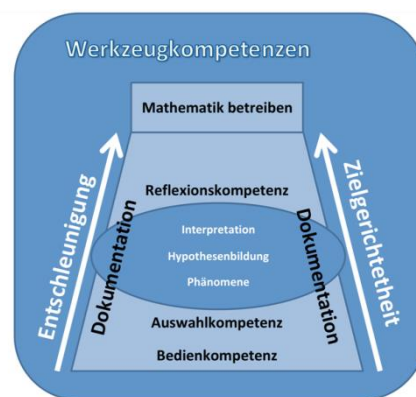 Werkzeugkompetenzen
Mathematik betreiben
Entschleunigung
Zielgerichtetheit
Reflexionskompetenz
Dokumentation
Dokumentation
Interpretation
Hypothesenbildung
Phänomene
Auswahlkompetenz
Bedienkompetenz